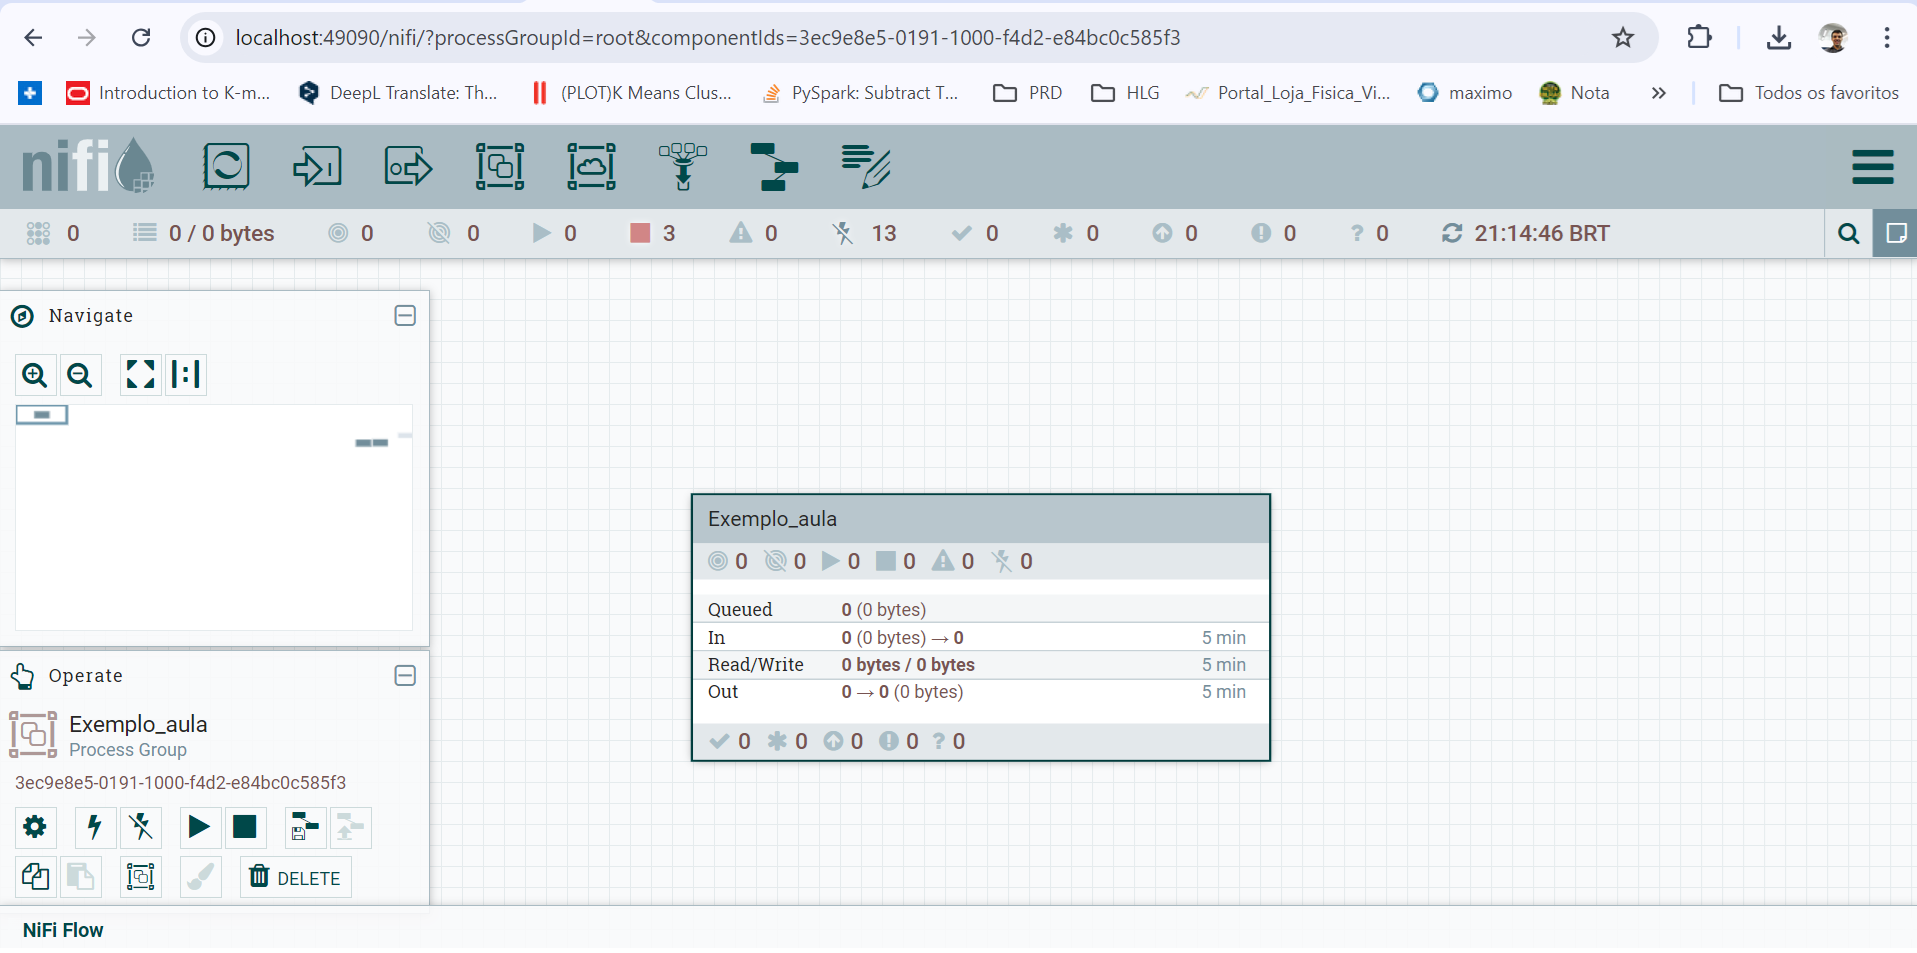 localhost:49090/nifi/?processGroupId=root&componentIds=3ec9e8e5-0191-1000-f4d2-e84bc0c585f3
Introduction to K-m... DeepL Translate: Th... (PLOT)K Means Clus... PySpark: Subtract T... PRD HLG Portal_Loja_Fisica_Vi... maximo Nota » Todos os favoritos
nifi
0 0 / 0 bytes 0 0 0 3 0 13 0 0 0 0 ? 0 21:14:46 BRT
Navigate
Exemplo_aula
0 0 0 0 0 0
Queued 0 (0 bytes)
In 0 (0 bytes) → 0 5 min
Read/Write 0 bytes / 0 bytes 5 min
Out 0 → 0 (0 bytes) 5 min
0 0 0 0 ? 0
Operate
Exemplo_aula
Process Group
3ec9e8e5-0191-1000-f4d2-e84bc0c585f3
DELETE
NiFi Flow